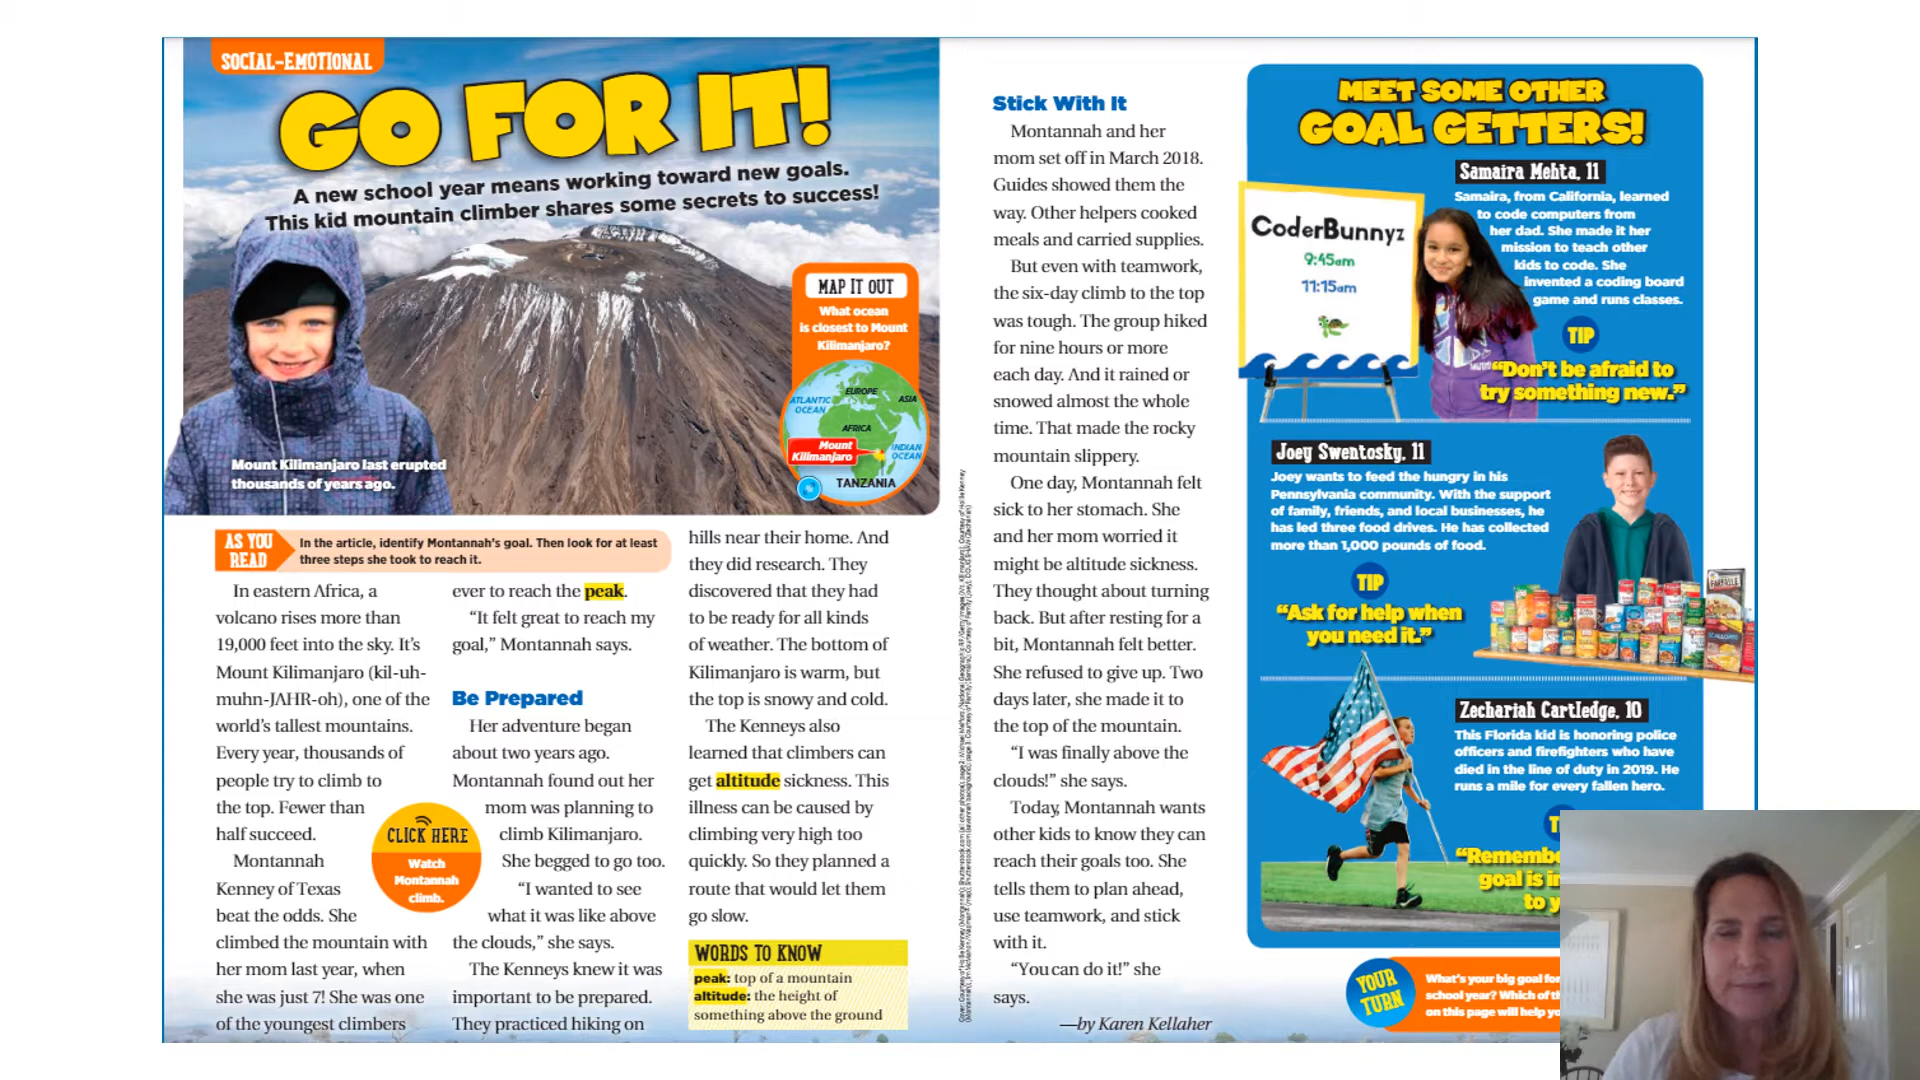 SOCIAL-EMOTIONAL
GO FOR IT!
A new school year means working toward new goals.
This kid mountain climber shares some secrets to success!
MAP IT OUT
What ocean
is closest to Mount
Kilimanjaro?
EUROPE
ATLANTIC
OCEAN
ASIA
AFRICA
Mount
Kilimanjaro
INDIAN
OCEAN
TANZANIA
Mount Kilimanjaro last erupted
thousands of years ago.
AS YOU
READ
In the article, identify Montannah's goal. Then look for at least
three steps she took to reach it.
In eastern Africa, a
volcano rises more than
19,000 feet into the sky. It's
Mount Kilimanjaro (kil-uh-
muhn-JAHR-oh), one of the
world's tallest mountains.
Every year, thousands of
people try to climb to
the top. Fewer than
half succeed.
Montannah
Kenney of Texas
beat the odds. She
climbed the mountain with
her mom last year, when
she was just 7! She was one
of the youngest climbers
CLICK HERE
Watch
Montannah
climb.
ever to reach the peak.
“It felt great to reach my
goal,” Montannah says.
Be Prepared
Her adventure began
about two years ago.
Montannah found out her
mom was planning to
climb Kilimanjaro.
She begged to go too.
“I wanted to see
what it was like above
the clouds,” she says.
The Kenneys knew it was
important to be prepared.
They practiced hiking on
hills near their home. And
they did research. They
discovered that they had
to be ready for all kinds
of weather. The bottom of
Kilimanjaro is warm, but
the top is snowy and cold.
The Kenneys also
learned that climbers can
get altitude sickness. This
illness can be caused by
climbing very high too
quickly. So they planned a
route that would let them
go slow.
WORDS TO KNOW
peak: top of a mountain
altitude: the height of
something above the ground
Stick With It
Montannah and her
mom set off in March 2018.
Guides showed them the
way. Other helpers cooked
meals and carried supplies.
But even with teamwork,
the six-day climb to the top
was tough. The group hiked
for nine hours or more
each day. And it rained or
snowed almost the whole
time. That made the rocky
mountain slippery.
One day, Montannah felt
sick to her stomach. She
and her mom worried it
might be altitude sickness.
They thought about turning
back. But after resting for a
bit, Montannah felt better.
She refused to give up. Two
days later, she made it to
the top of the mountain.
“I was finally above the
clouds!” she says.
Today, Montannah wants
other kids to know they can
reach their goals too. She
tells them to plan ahead,
use teamwork, and stick
with it.
“You can do it!” she
says.
—by Karen Kellaher
MEET SOME OTHER
GOAL GETTERS!
CoderBunnyz
9:45am
11:15am
Samaira Mehta, 11
Samaira, from California, learned
to code computers from
her dad. She made it her
mission to teach other
kids to code. She
invented a coding board
game and runs classes.
TIP
“Don't be afraid to
try something new.”
Joey Swentosky, 11
Joey wants to feed the hungry in his
Pennsylvania community. With the support
of family, friends, and local businesses, he
has led three food drives. He has collected
more than 1,000 pounds of food.
TIP
“Ask for help when
you need it.”
Zechariah Cartledge, 10
This Florida kid is honoring police
officers and firefighters who have
died in the line of duty in 2019. He
runs a mile for every fallen hero.
“Remembe
goal is
to
YOUR
TURN
What's your big goal for
school year? Which of
on this page will help